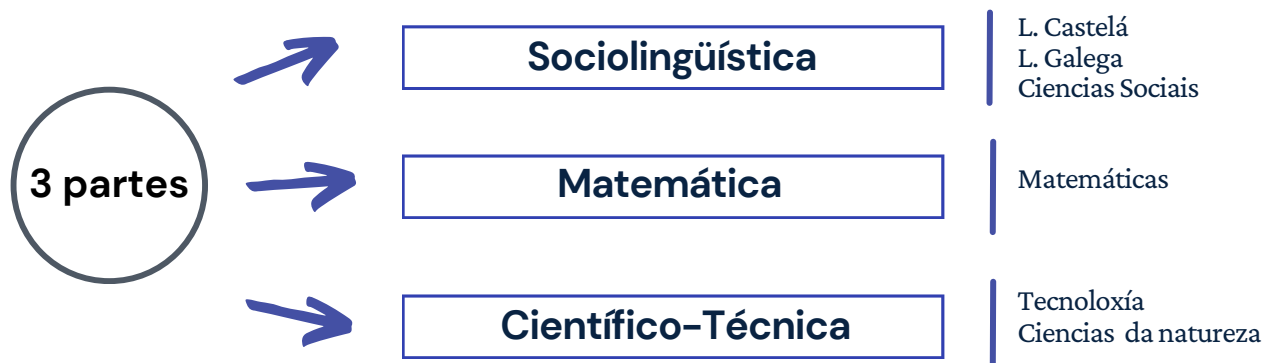 3 partes
Sociolingüística
L. Castelá
L. Galega
Ciencias Sociais
Matemática
Matemáticas
Científico-Técnica
Tecnoloxía
Ciencias da natureza